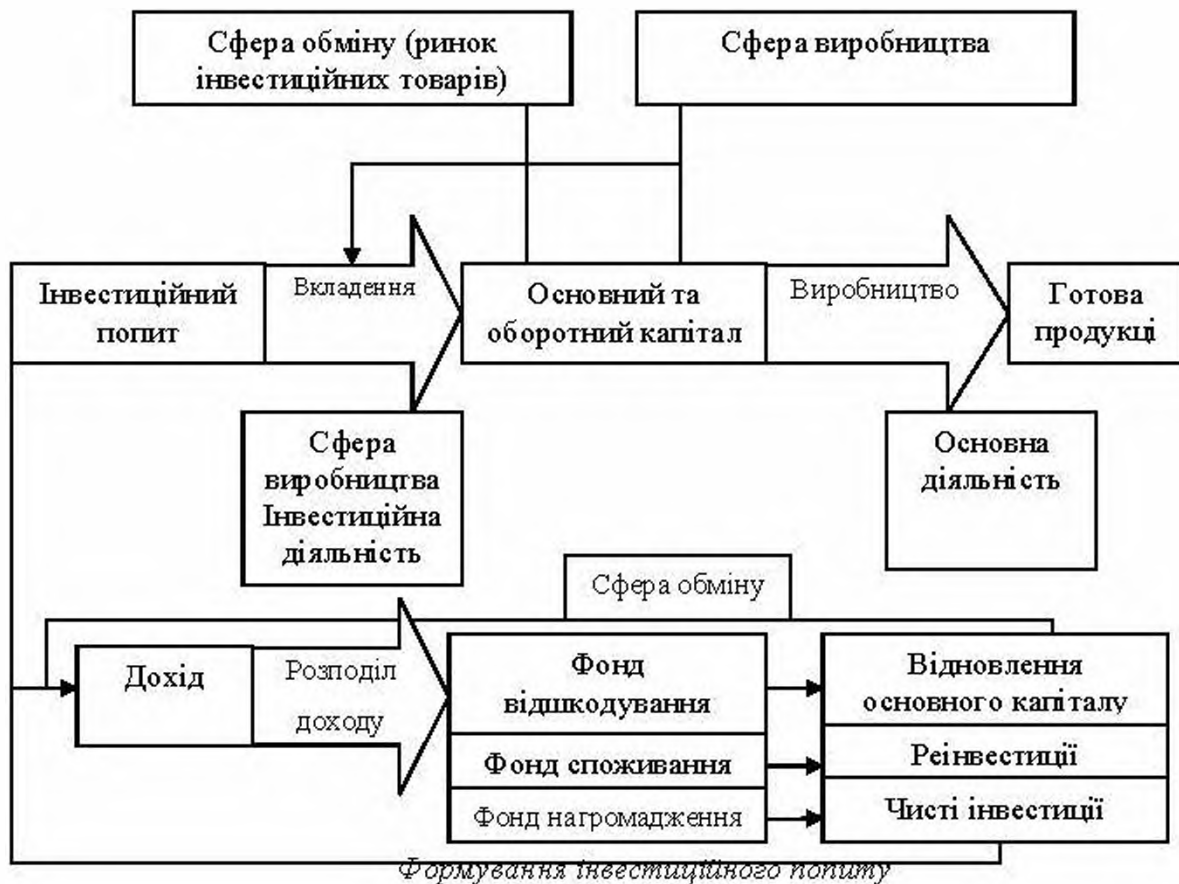 Сфера обміну (ринок
інвестиційних товарів)
Сфера виробництва
Інвестиційний
попит
Вкладення
Основний та
оборотний капітал
Виробництво
Готова
продукці
Сфера
виробництва
Інвестиційна
діяльність
Основна
діяльність
Сфера обміну
Дохід
Розподіл
доходу
Фонд
відшкодування
Відновлення
основного капіталу
Фонд споживання
Реінвестиції
Фонд нагромадження
Чисті інвестиції
Формування інвестиційного попиту